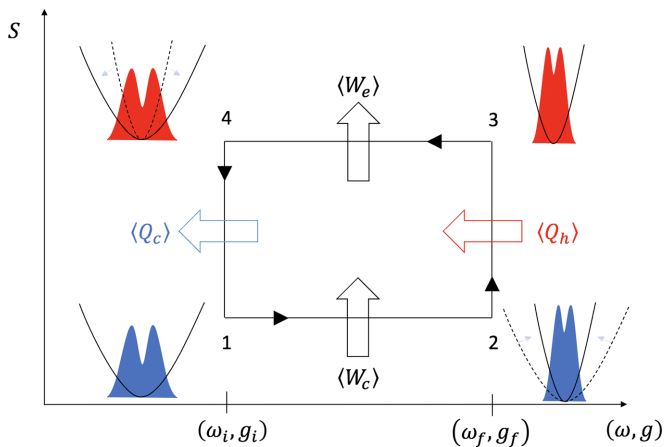 S
⟨W_e⟩
4
3
⟨Q_c⟩
⟨Q_h⟩
1
2
⟨W_c⟩
(ω_i, g_i)
(ω_f, g_f)
(ω, g)